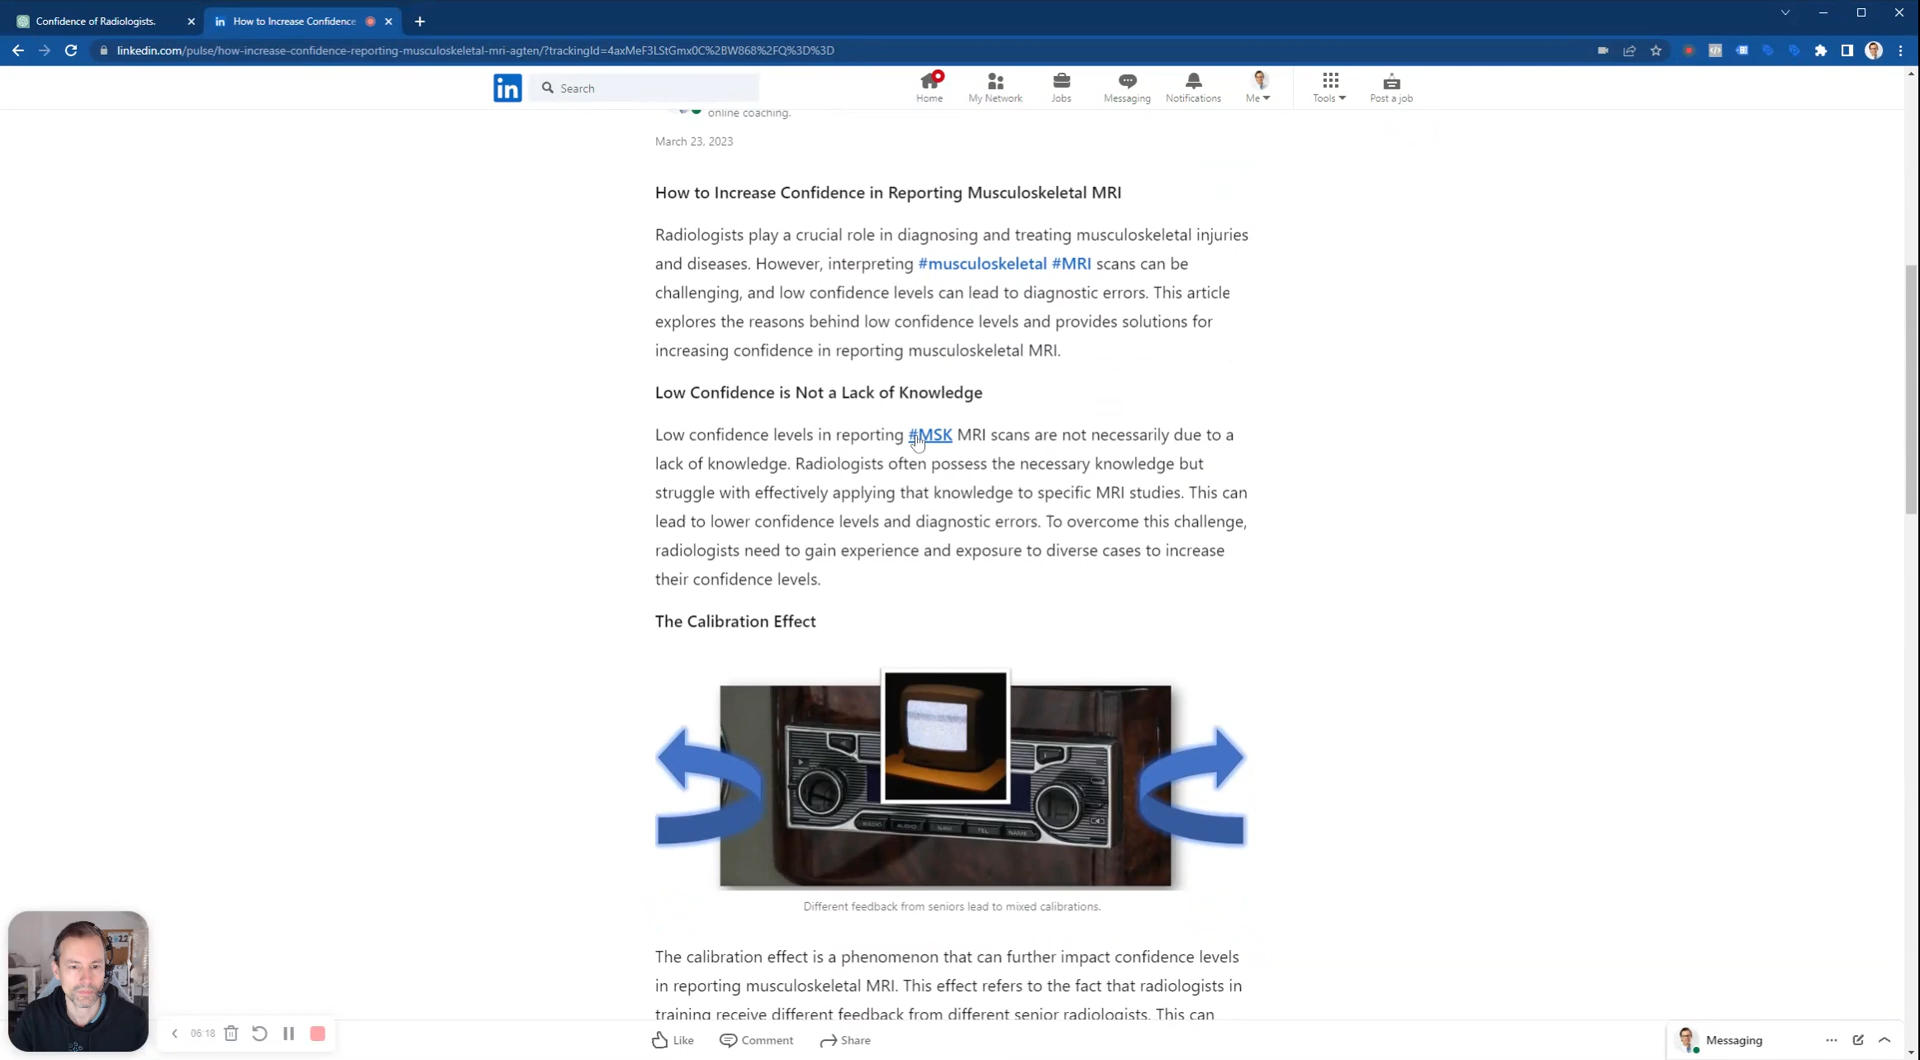 Confidence of Radiologists.
How to Increase Confidence
linkedin.com/pulse/how-increase-confidence-reporting-musculoskeletal-mri-agten/?trackingId=4axMeF3LStGmx0C%2BW868%2FQ%3D%3D
in
Search
Home
My Network
Jobs
Messaging
Notifications
Me
Tools
Post a job
online coaching.
March 23, 2023
How to Increase Confidence in Reporting Musculoskeletal MRI
Radiologists play a crucial role in diagnosing and treating musculoskeletal injuries
and diseases. However, interpreting #musculoskeletal #MRI scans can be
challenging, and low confidence levels can lead to diagnostic errors. This article
explores the reasons behind low confidence levels and provides solutions for
increasing confidence in reporting musculoskeletal MRI.
Low Confidence is Not a Lack of Knowledge
Low confidence levels in reporting #MSK MRI scans are not necessarily due to a
lack of knowledge. Radiologists often possess the necessary knowledge but
struggle with effectively applying that knowledge to specific MRI studies. This can
lead to lower confidence levels and diagnostic errors. To overcome this challenge,
radiologists need to gain experience and exposure to diverse cases to increase
their confidence levels.
The Calibration Effect
RADIO AUDIO NAVI TEL NAME
Different feedback from seniors lead to mixed calibrations.
The calibration effect is a phenomenon that can further impact confidence levels
in reporting musculoskeletal MRI. This effect refers to the fact that radiologists in
training receive different feedback from different senior radiologists. This can
06:18
Like
Comment
Share
Messaging